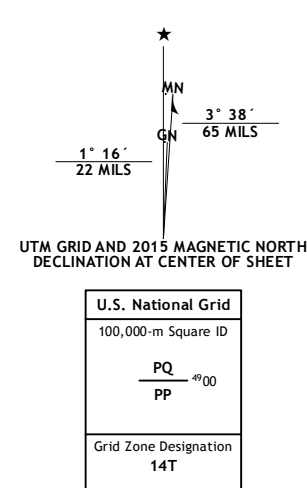 ★
MN
3° 38´
65 MILS
GN
1° 16´
22 MILS
UTM GRID AND 2015 MAGNETIC NORTH
DECLINATION AT CENTER OF SHEET
U.S. National Grid
100,000-m Square ID
PQ
4900
PP
Grid Zone Designation
14T